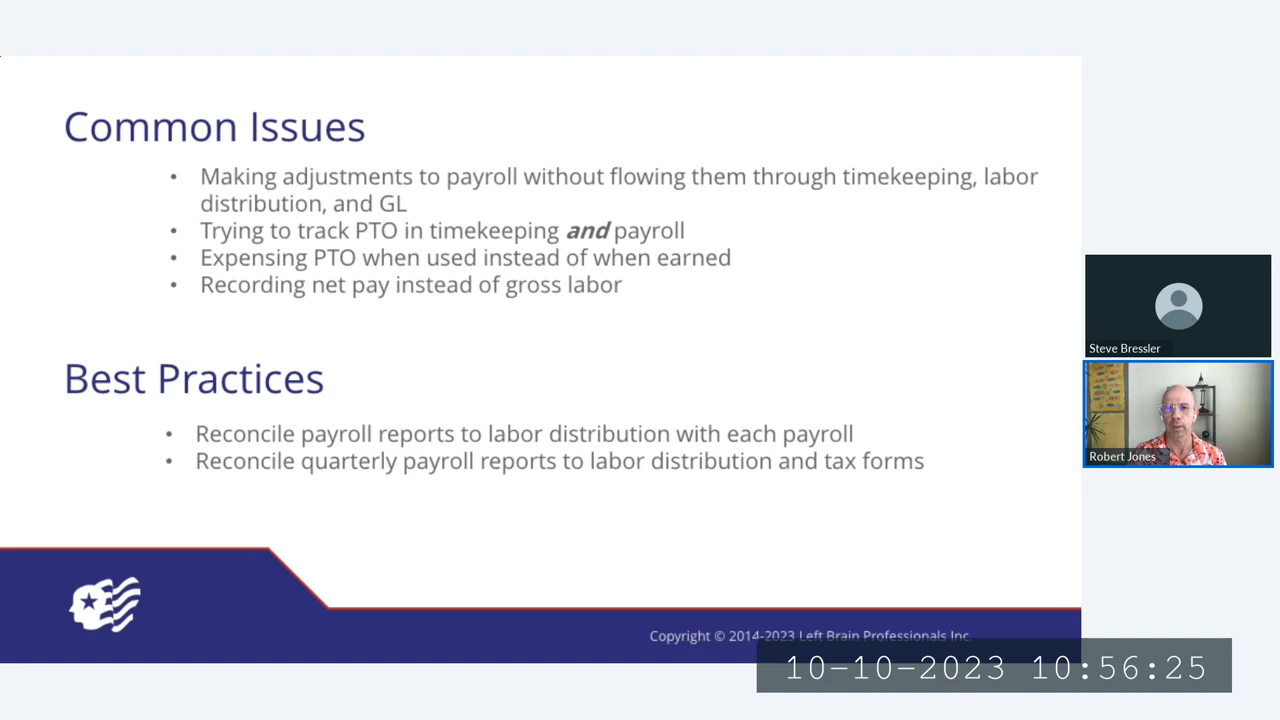 Common Issues
• Making adjustments to payroll without flowing them through timekeeping, labor
distribution, and GL
• Trying to track PTO in timekeeping and payroll
• Expensing PTO when used instead of when earned
• Recording net pay instead of gross labor
Best Practices
• Reconcile payroll reports to labor distribution with each payroll
• Reconcile quarterly payroll reports to labor distribution and tax forms
Steve Bressler
Robert Jones
Copyright © 2014-2023 Left Brain Professionals Inc.
10-10-2023 10:56:25